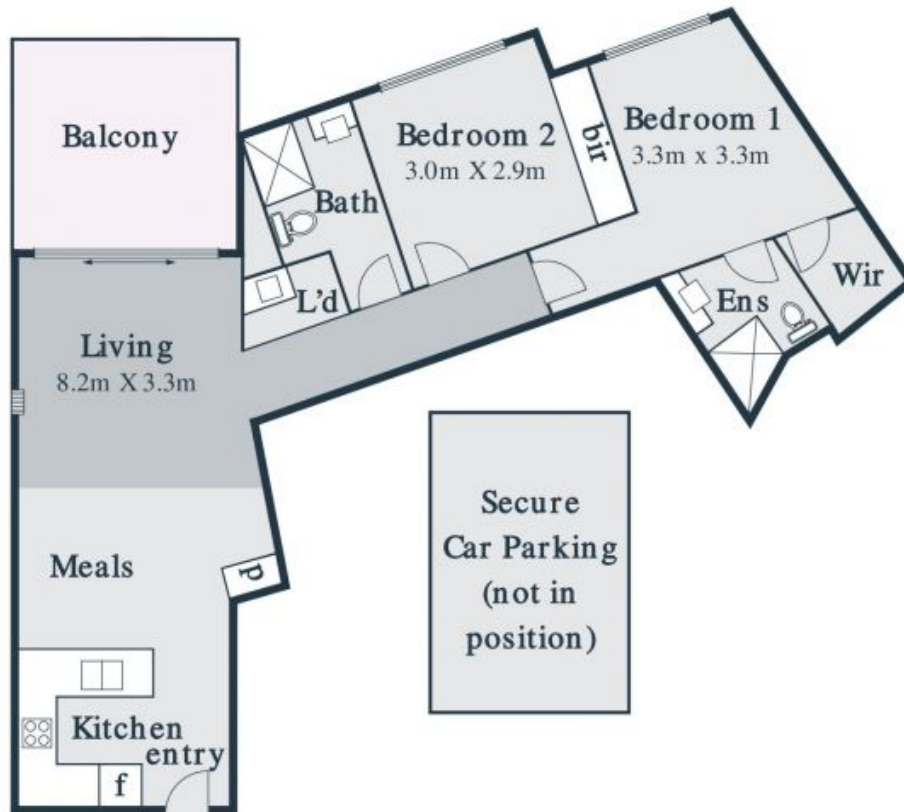 Balcony
Bedroom 2
3.0m X 2.9m
bir
Bedroom 1
3.3m x 3.3m
Bath
L'd
Ens
Wir
Living
8.2m X 3.3m
Meals
p
Secure
Car Parking
(not in
position)
Kitchen
entry
f